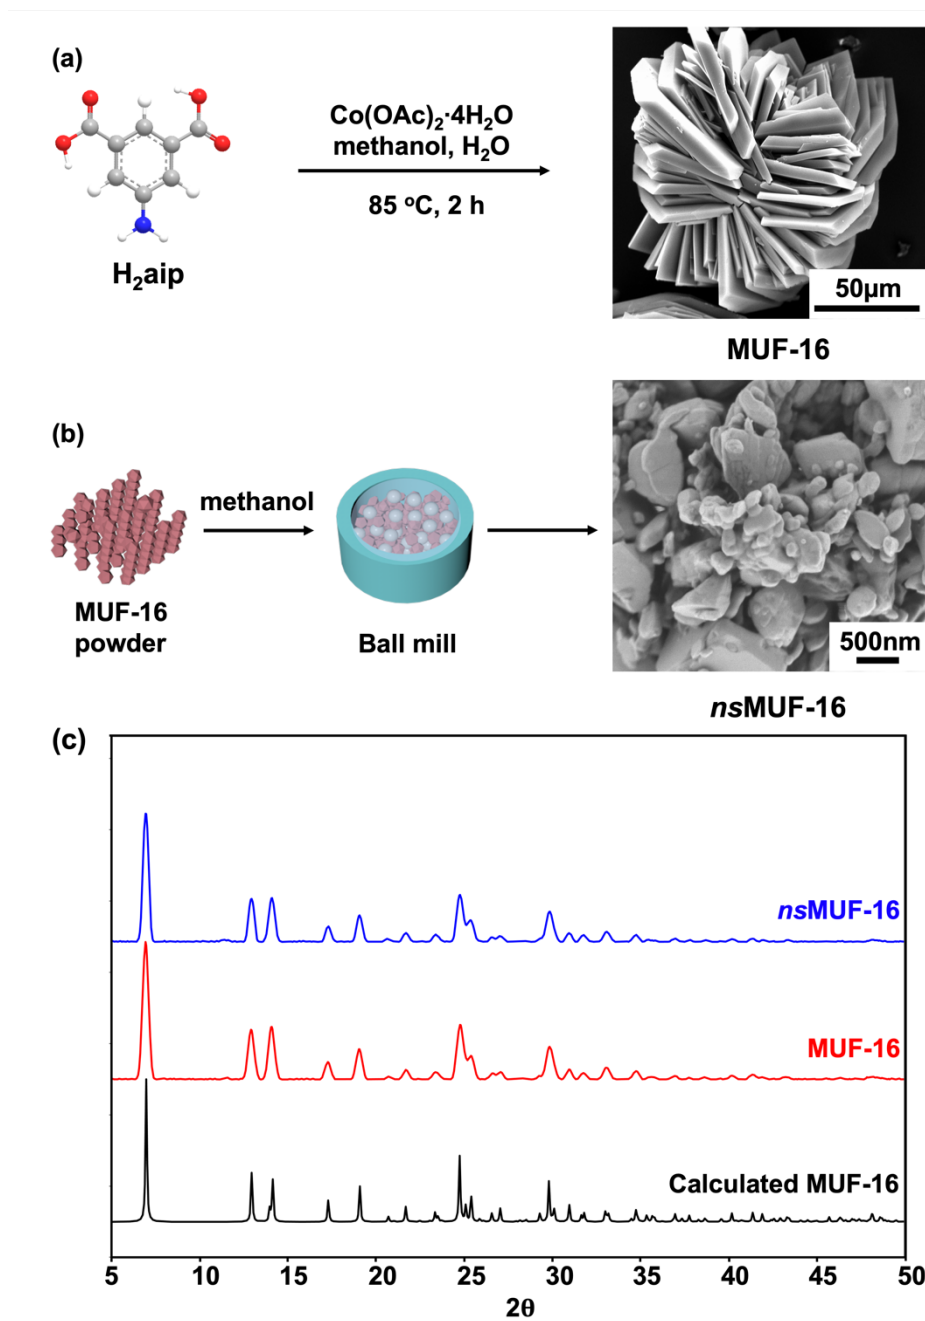 (a)
Co(OAc)₂·4H₂O
methanol, H₂O
85 °C, 2 h
H₂aip
50µm
MUF-16
(b)
methanol
MUF-16
powder
Ball mill
500nm
nsMUF-16
(c)
nsMUF-16
MUF-16
Calculated MUF-16
5 10 15 20 25 30 35 40 45 50
2θ